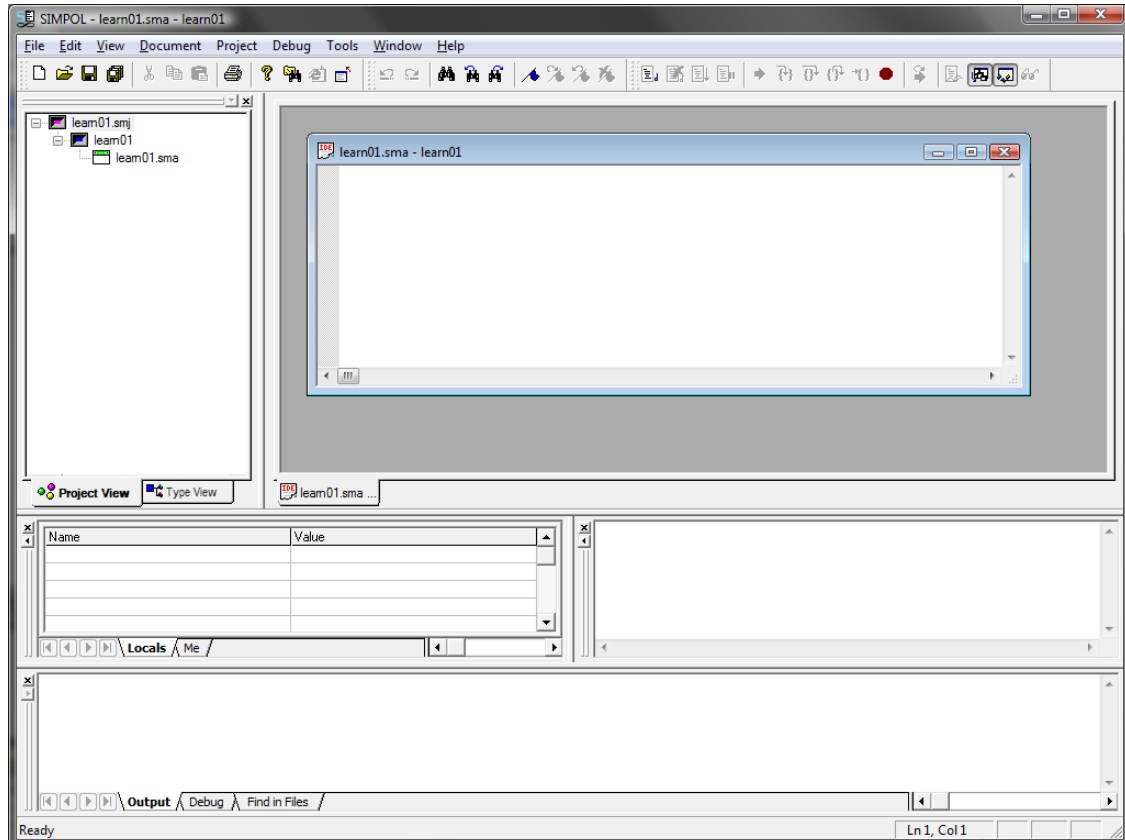 SIMPOL - learn01.sma - learn01
File Edit View Document Project Debug Tools Window Help
learn01.smj
learn01
learn01.sma
IDE learn01.sma - learn01
Project View Type View
IDE learn01.sma ...
Name Value
Locals Me
Output Debug Find in Files
Ready Ln 1, Col 1